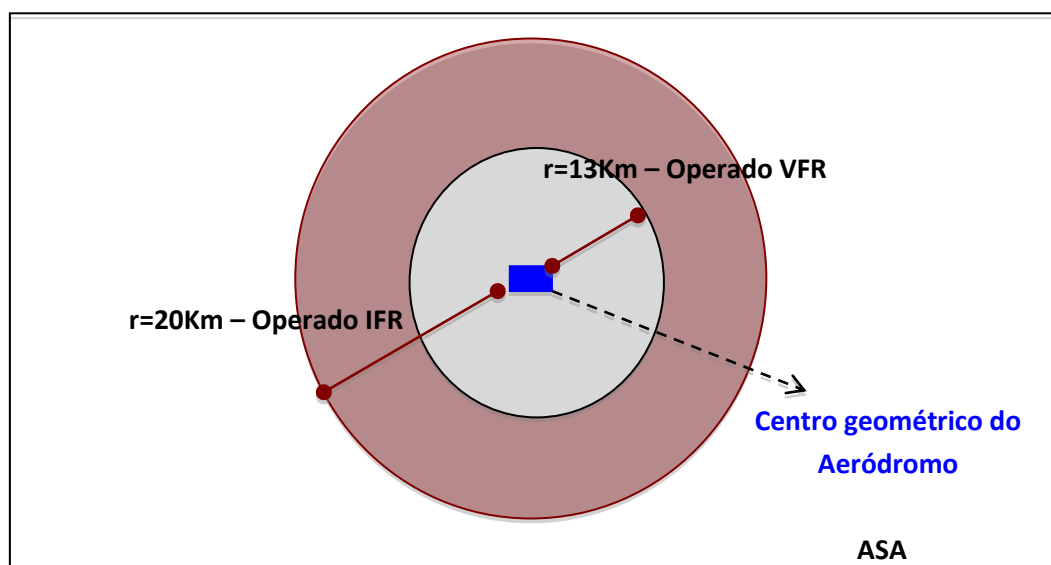 r=13Km – Operado VFR
r=20Km – Operado IFR
Centro geométrico do
Aeródromo
ASA